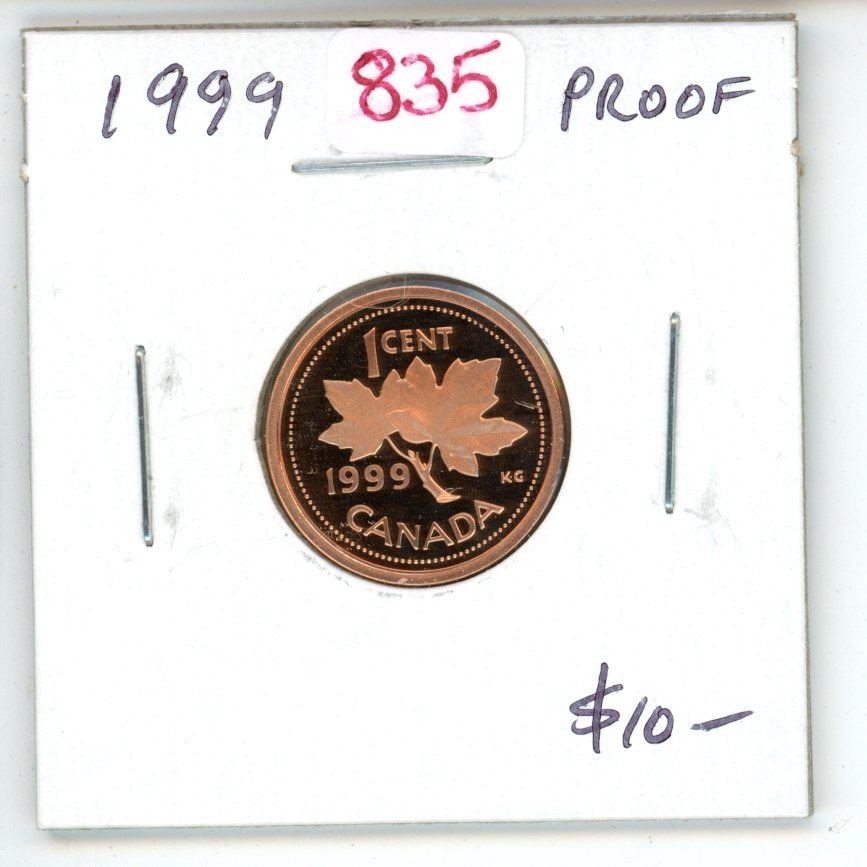 1999 835 PROOF
1 CENT
1999 KG
CANADA
$10-